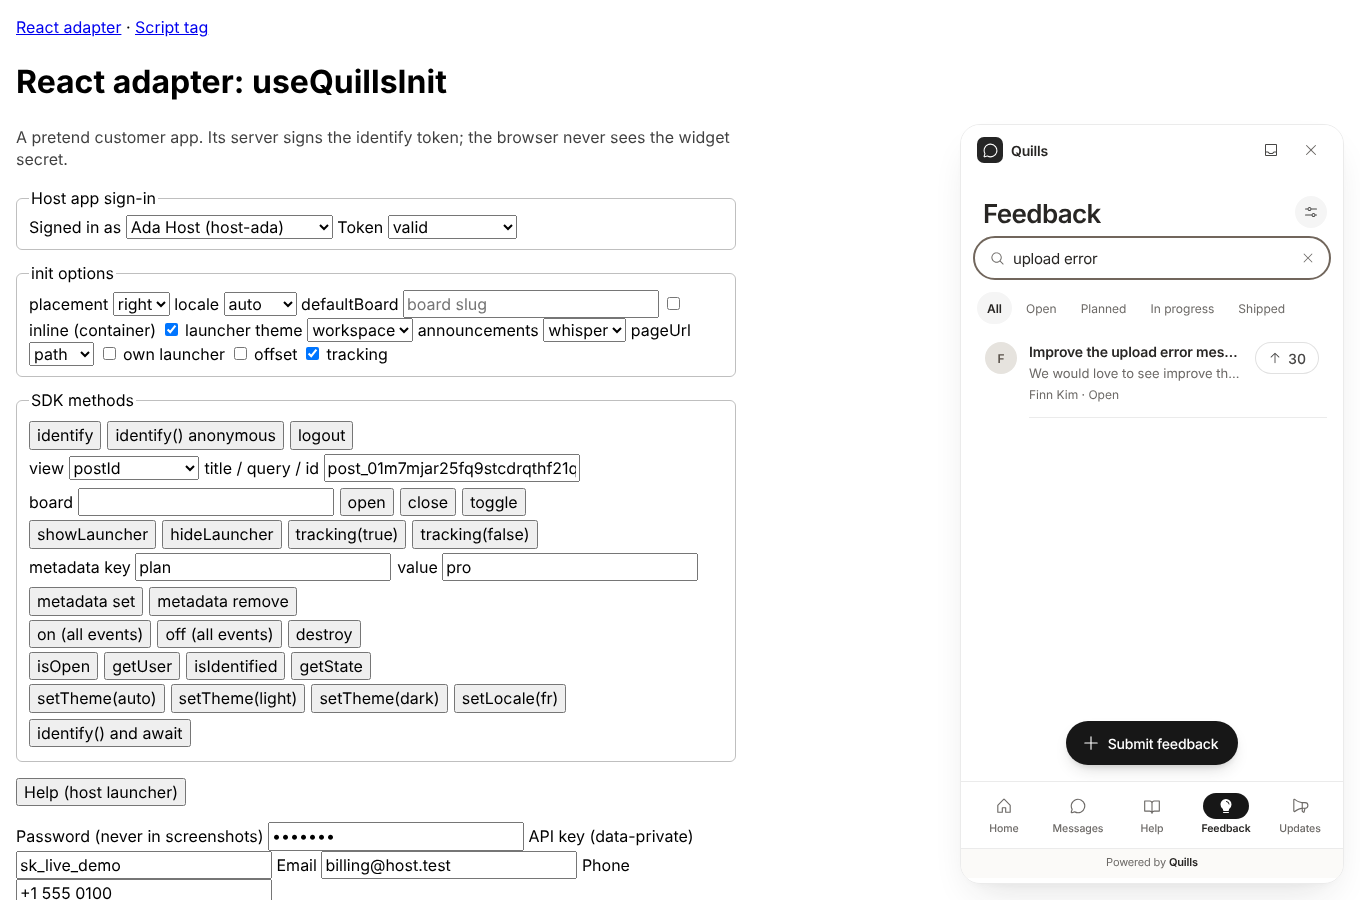 React adapter · Script tag
React adapter: useQuillsInit
A pretend customer app. Its server signs the identify token; the browser never sees the widget
secret.
Host app sign-in
Signed in as Ada Host (host-ada) Token valid
init options
placement right locale auto defaultBoard board slug
inline (container) launcher theme workspace announcements whisper pageUrl
path own launcher offset tracking
SDK methods
identify identify() anonymous logout
view postId title / query / id post_01m7mjar25fq9stcdrqthf21q
board open close toggle
showLauncher hideLauncher tracking(true) tracking(false)
metadata key plan value pro
metadata set metadata remove
on (all events) off (all events) destroy
isOpen getUser isIdentified getState
setTheme(auto) setTheme(light) setTheme(dark) setLocale(fr)
identify() and await
Help (host launcher)
Password (never in screenshots) ••••••• API key (data-private)
sk_live_demo Email billing@host.test Phone
+1 555 0100
Quills
Feedback
upload error
All Open Planned In progress Shipped
F Improve the upload error mes... 30
We would love to see improve th...
Finn Kim · Open
Submit feedback
Home Messages Help Feedback Updates
Powered by Quills